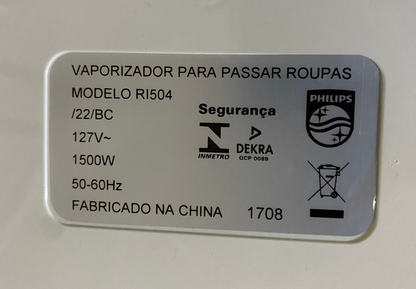 VAPORIZADOR PARA PASSAR ROUPAS
MODELO RI504
/22/BC
127V~
1500W
50-60Hz
FABRICADO NA CHINA 1708
Segurança
INMETRO
DEKRA
OCP 0089
PHILIPS